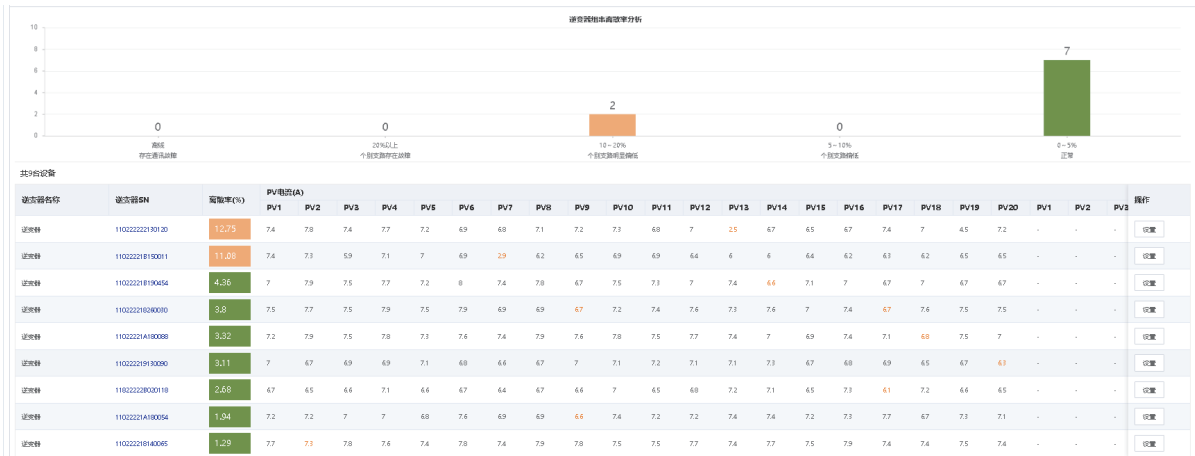 逆变器组串离散率分析
10
8
6
4
2
0
0
0
2
0
7
离线
存在通讯故障
20%以上
个别支路存在故障
10~20%
个别支路明显偏低
5~10%
个别支路偏低
0~5%
正常
共9台设备
逆变器名称 逆变器SN 离散率(%) PV电流(A) 操作
PV1 PV2 PV3 PV4 PV5 PV6 PV7 PV8 PV9 PV10 PV11 PV12 PV13 PV14 PV15 PV16 PV17 PV18 PV19 PV20 PV1 PV2 PV3
逆变器 110222222130120 12.75 7.4 7.8 7.4 7.7 7.2 6.9 6.8 7.1 7.2 7.3 6.8 7 2.5 6.7 6.5 6.7 7.4 7 4.5 7.2 - - - 设置
逆变器 11022221B150011 11.08 7.4 7.3 5.9 7.1 7 6.9 2.9 6.2 6.5 6.9 6.9 6.4 6 6 6.4 6.2 6.3 6.2 6.5 6.5 - - - 设置
逆变器 11022221B190454 4.36 7 7.9 7.5 7.7 7.2 8 7.4 7.8 6.7 7.5 7.3 7 7.4 6.6 7.1 7 6.7 7 6.7 6.7 - - - 设置
逆变器 110222218260030 3.8 7.5 7.7 7.5 7.9 7.5 7.9 6.9 6.9 6.7 7.2 7.4 7.6 7.3 7.6 7 7.4 6.7 7.6 7.5 7.5 - - - 设置
逆变器 11022221A180088 3.32 7.2 7.9 7.5 7.8 7.3 7.6 7.4 7.9 7.6 7.8 7.5 7.7 7.4 7 6.9 7.4 7.1 6.8 7.5 7 - - - 设置
逆变器 110222219130090 3.11 7 6.7 6.9 6.9 7.1 6.8 6.6 6.7 7 7.1 7.2 7.1 7.1 7.3 6.7 6.8 6.9 6.5 6.7 6.3 - - - 设置
逆变器 11822222B020118 2.68 6.7 6.5 6.6 7.1 6.6 6.7 6.4 6.7 6.6 7 6.5 6.8 7.2 7.1 6.5 7.3 6.1 7.2 6.6 6.5 - - - 设置
逆变器 11022221A180054 1.94 7.2 7.2 7 7 6.8 7.6 6.9 6.9 6.6 7.4 7.2 7.2 7.4 7.4 7.2 7.3 7.7 6.7 7.3 7.1 - - - 设置
逆变器 110222218140065 1.29 7.7 7.3 7.8 7.6 7.4 7.8 7.4 7.9 7.8 7.5 7.5 7.7 7.4 7.7 7.5 7.9 7.4 7.4 7.5 7.4 - - - 设置